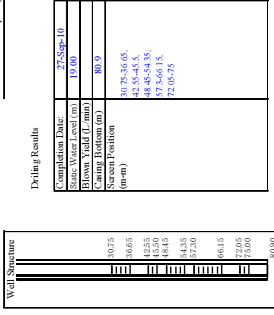 Drilling Results
Completion Date: 27-Sep-10
Static Water Level (m) 19.00
Blown Yield (L/min)
Casing Bottom (m) 80.9
Screen Position (m-m) 30.75-36.65,
42.55-45.5,
48.45-54.35,
57.3-66.15,
72.05-75
Well Structure
30.75
36.65
42.55
45.50
48.45
54.35
57.30
66.15
72.05
75.00
80.90